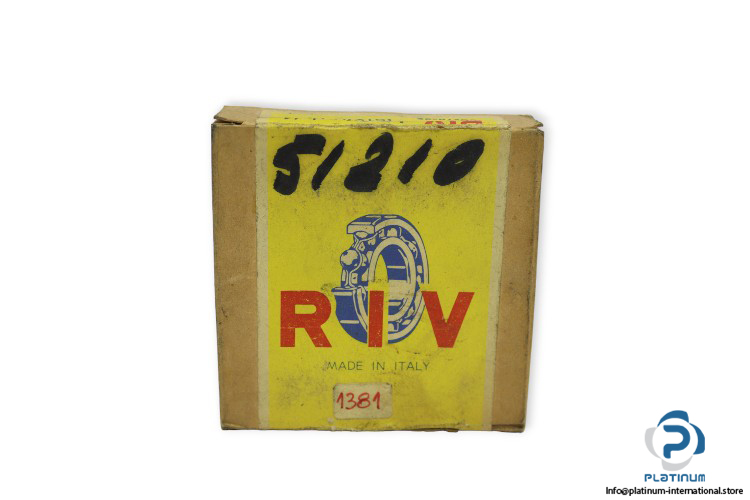 51210
RIV
MADE IN ITALY
1381
PLATINUM
Info@platinum-international.store